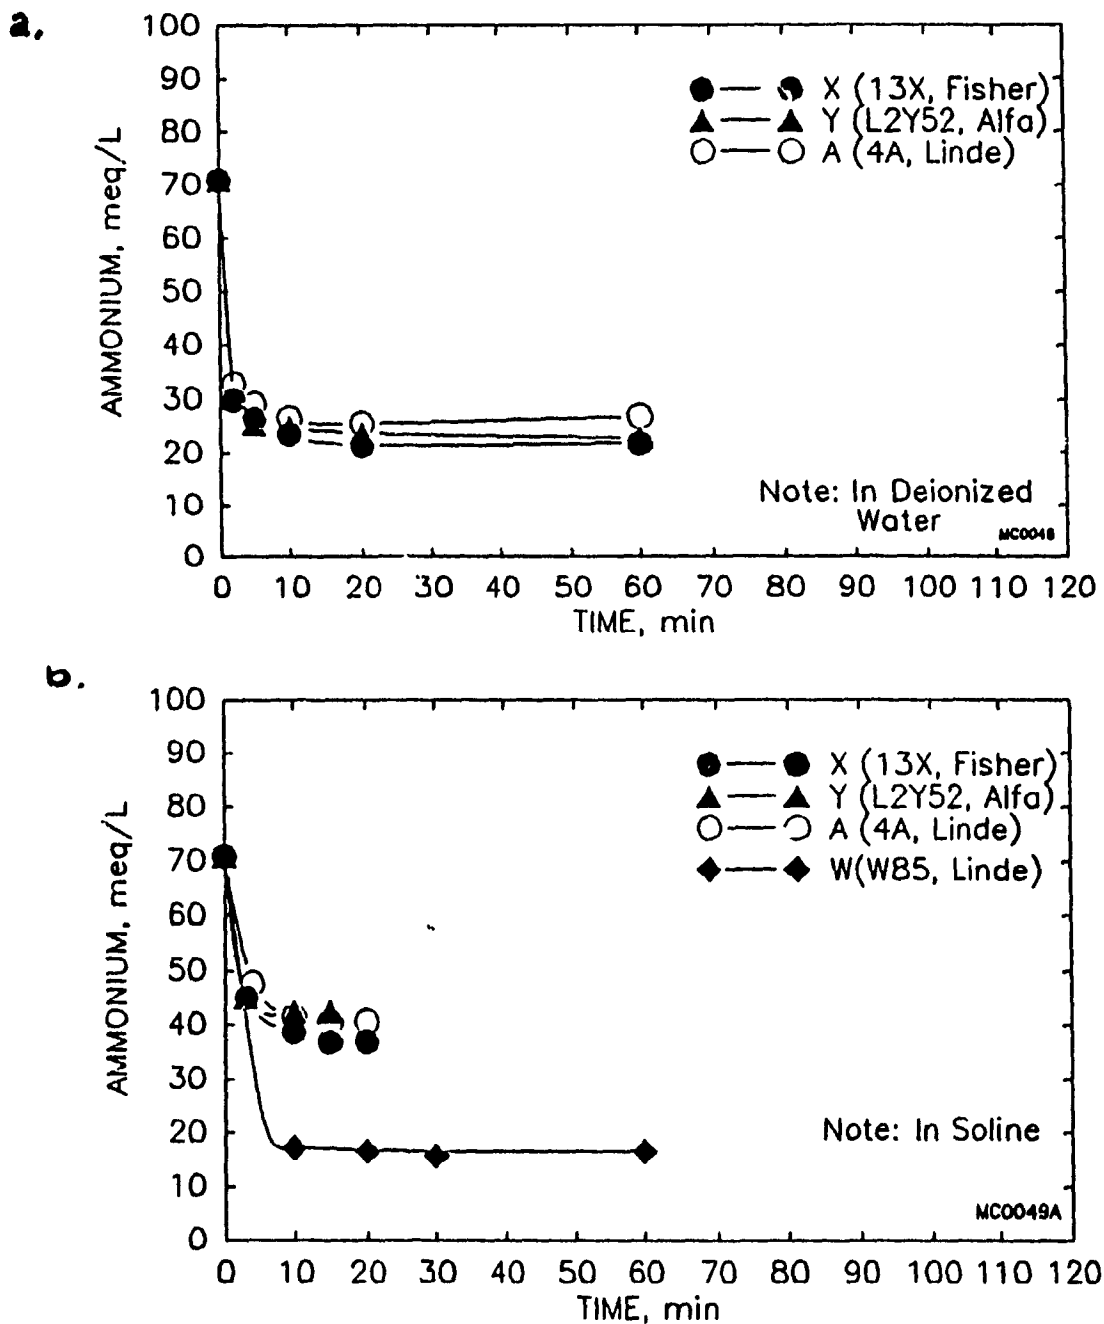 a.
100
90
80
70
60
50
40
30
20
10
0
AMMONIUM, meq/L
X (13X, Fisher)
Y (L2Y52, Alfa)
A (4A, Linde)
Note: In Deionized
Water
MC0048
0 10 20 30 40 50 60 70 80 90 100 110 120
TIME, min
b.
100
90
80
70
60
50
40
30
20
10
0
AMMONIUM, meq/L
X (13X, Fisher)
Y (L2Y52, Alfa)
A (4A, Linde)
W(W85, Linde)
Note: In Soline
MC0049A
0 10 20 30 40 50 60 70 80 90 100 110 120
TIME, min